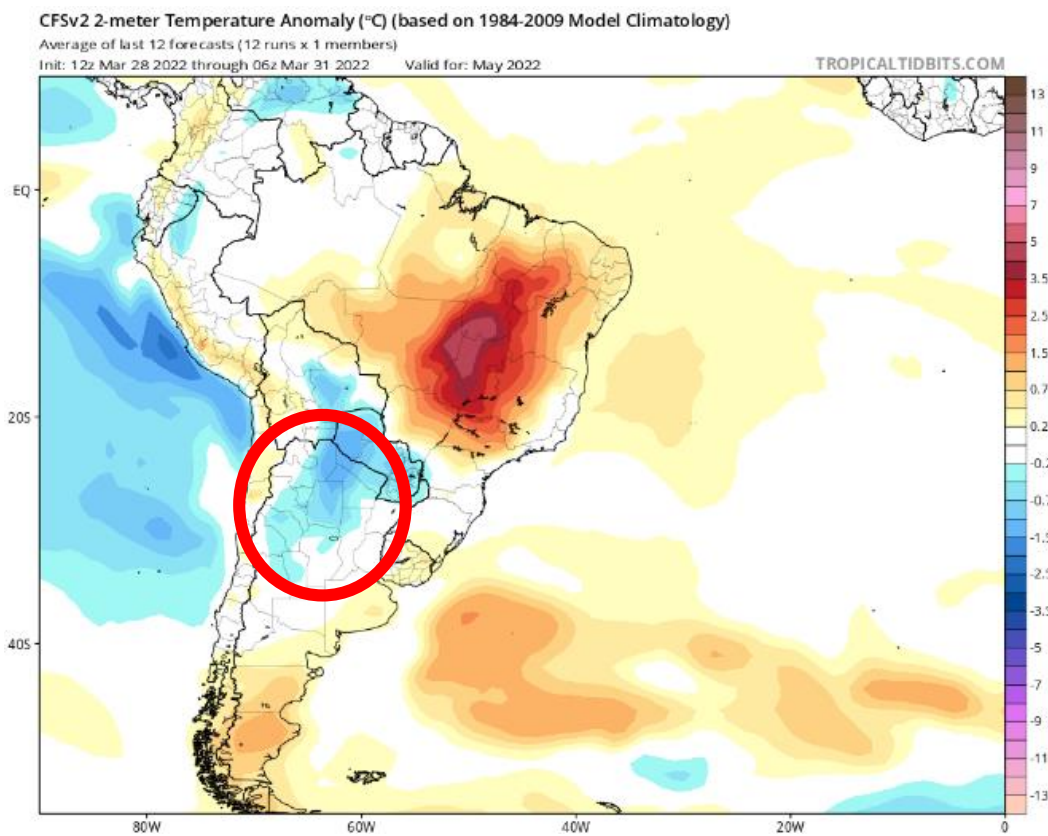 CFSv2 2-meter Temperature Anomaly (°C) (based on 1984-2009 Model Climatology)
Average of last 12 forecasts (12 runs x 1 members)
Init: 12z Mar 28 2022 through 06z Mar 31 2022 Valid for: May 2022
TROPICALTIDBITS.COM
13
11
9
7
5
3.5
2.5
1.5
0.7
0.2
-0.2
-0.7
-1.5
-2.5
-3.5
-5
-7
-9
-11
-13
EQ
20S
40S
80W
60W
40W
20W
0